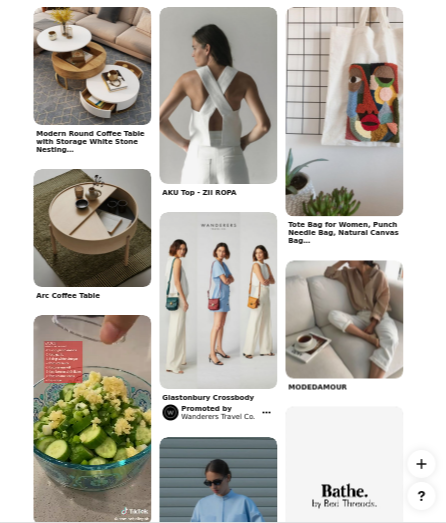 Modern Round Coffee Table
with Storage White Stone
Nesting...
Arc Coffee Table
TikTok
AKU Top - ZII ROPA
WANDERERS
Glastonbury Crossbody
Promoted by
Wanderers Travel Co.
...
Tote Bag for Women, Punch
Needle Bag, Natural Canvas
Bag...
MODEDAMOUR
Bathe.
by Bed Threads.
+
?